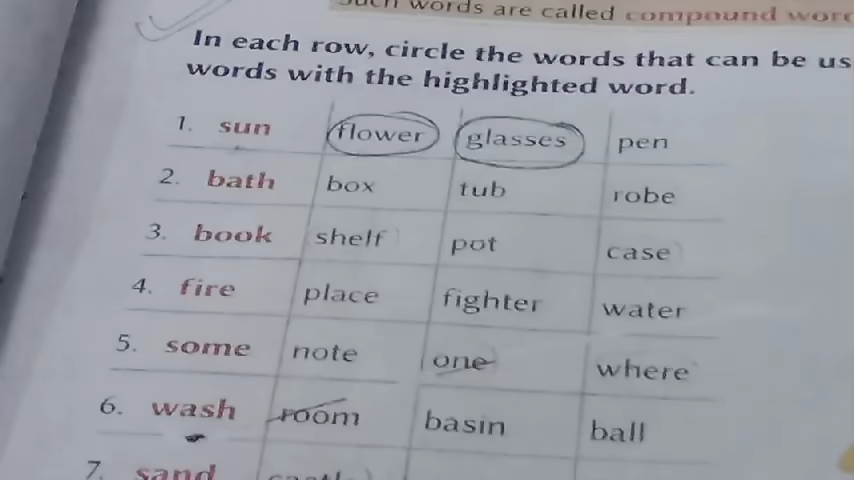 words are called compound
In each row, circle the words that can be us
words with the highlighted word.
1. sun flower glasses pen
2. bath box tub robe
3. book shelf pot case
4. fire place fighter water
5. some note one where
6. wash room basin ball
7. sand